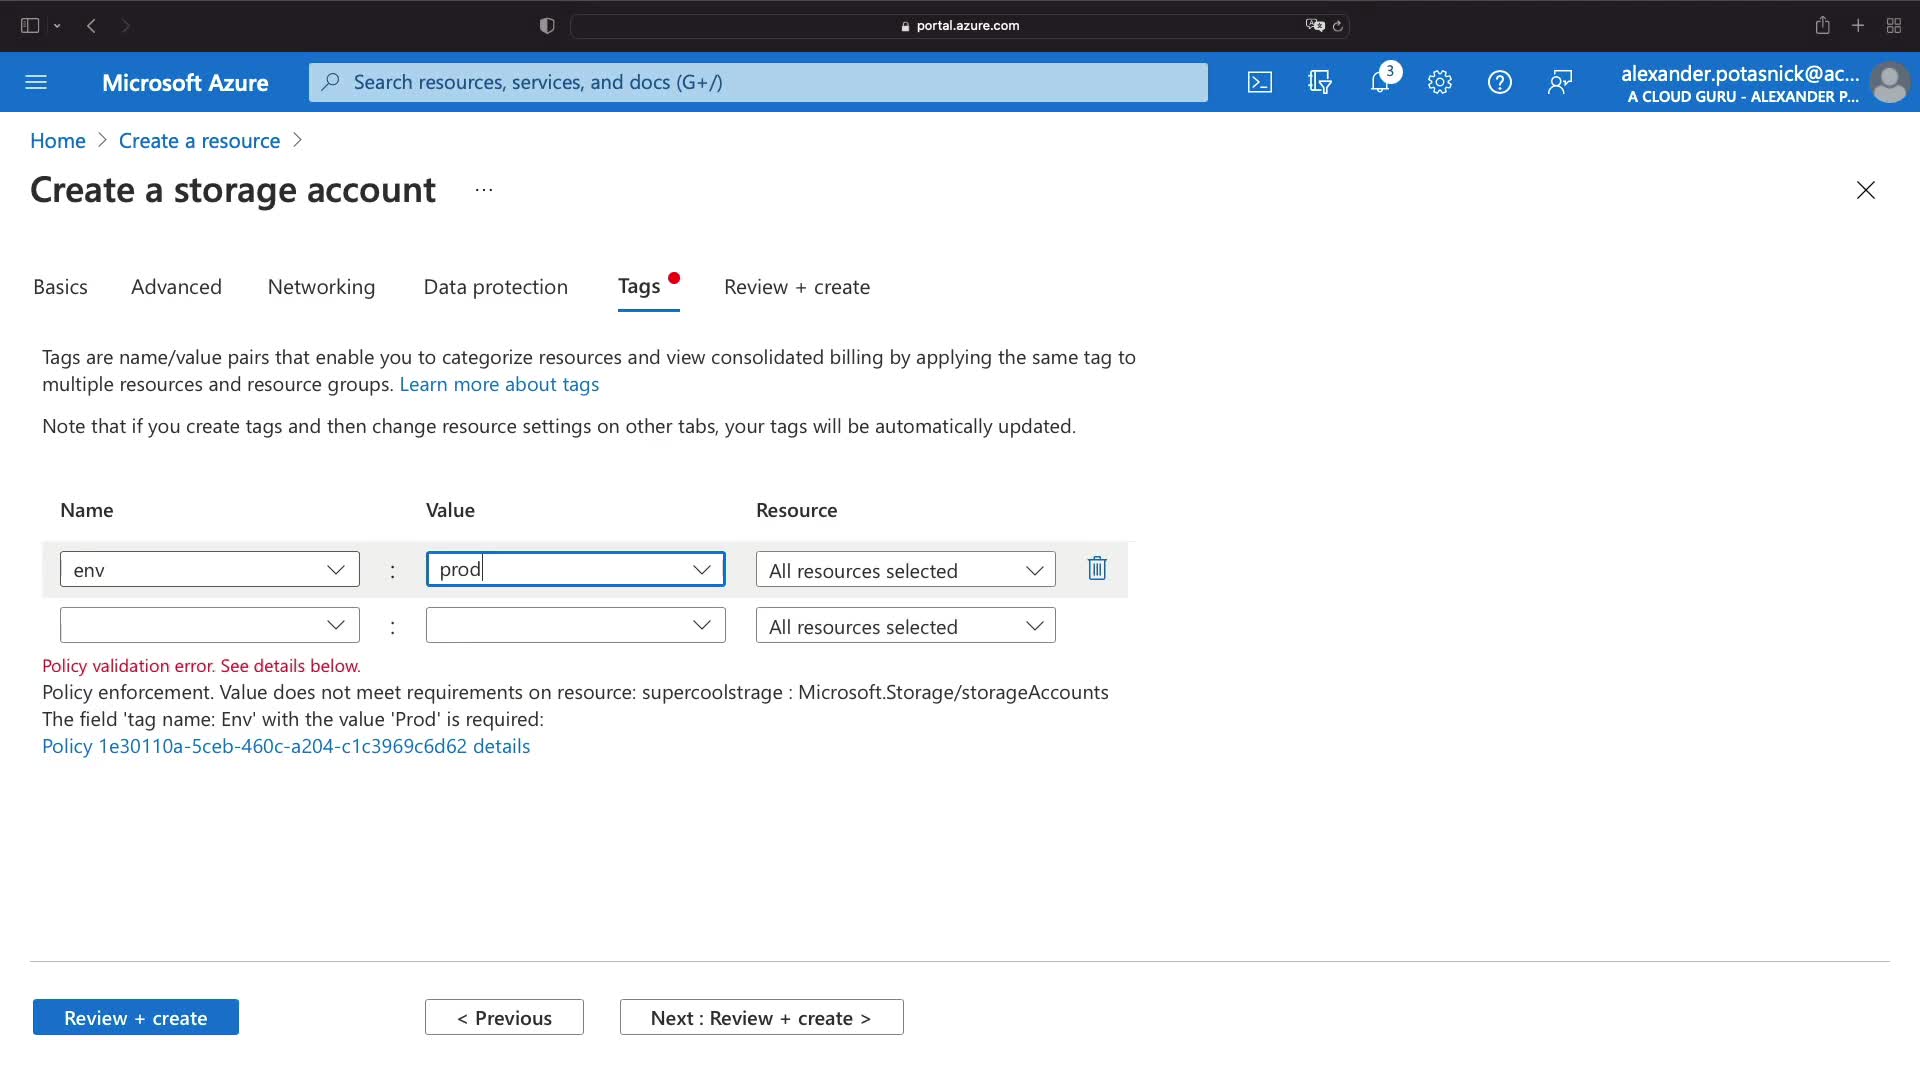 portal.azure.com
Microsoft Azure
Search resources, services, and docs (G+/)
3
alexander.potasnick@ac...
A CLOUD GURU - ALEXANDER P...
Home > Create a resource >
Create a storage account ...
Basics Advanced Networking Data protection Tags Review + create
Tags are name/value pairs that enable you to categorize resources and view consolidated billing by applying the same tag to
multiple resources and resource groups. Learn more about tags
Note that if you create tags and then change resource settings on other tabs, your tags will be automatically updated.
Name Value Resource
env : prod All resources selected
: All resources selected
Policy validation error. See details below.
Policy enforcement. Value does not meet requirements on resource: supercoolstrage : Microsoft.Storage/storageAccounts
The field 'tag name: Env' with the value 'Prod' is required:
Policy 1e30110a-5ceb-460c-a204-c1c3969c6d62 details
Review + create < Previous Next : Review + create >